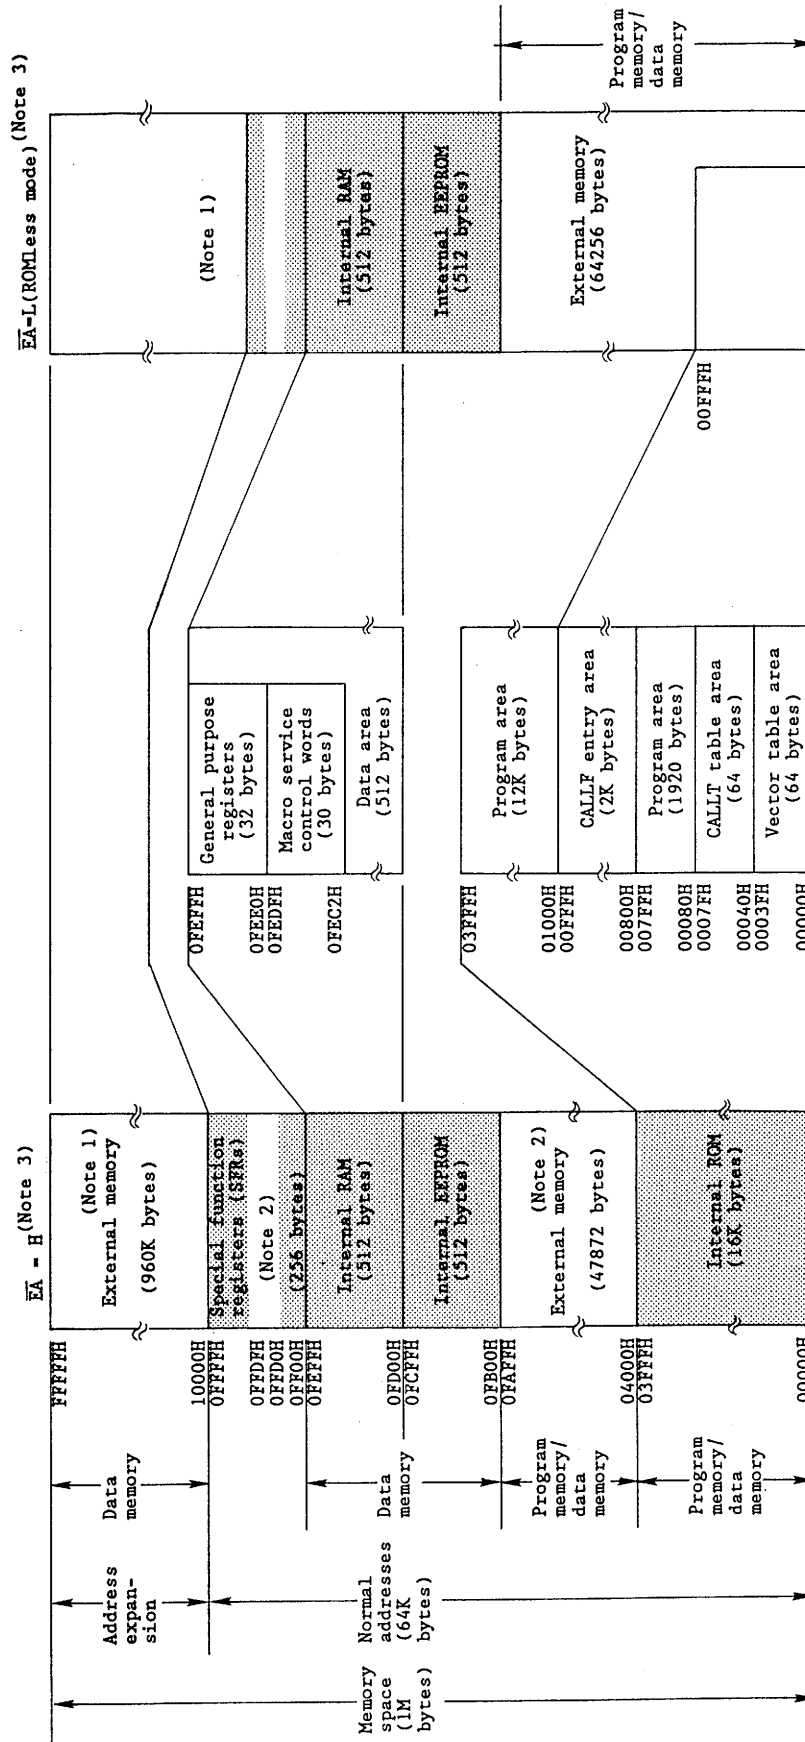 EA - H(Note 3)
EA=L(ROMless mode)(Note 3)
Memory
space
(1M
bytes)
Address
expan-
sion
Normal
addresses
(64K
bytes)
Data
memory
Data
memory
Program
memory/
data
memory
Program
memory/
data
memory
FFFFFH
10000H
0FFFFH
0FFDFH
0FFD0H
0FF00H
0FEFFH
0FD00H
0FCFFH
0FB00H
0FAFFH
04000H
03FFFH
00000H
(Note 1)
External memory
(960K bytes)
Special function
registers (SFRs)
(Note 2)
(256 bytes)
Internal RAM
(512 bytes)
Internal EEPROM
(512 bytes)
(Note 2)
External memory
(47872 bytes)
Internal ROM
(16K bytes)
0FEFFH
0FEE0H
0FEDFH
0FEC2H
General purpose
registers
(32 bytes)
Macro service
control words
(30 bytes)
Data area
(512 bytes)
03FFFH
01000H
00FFFH
00800H
007FFH
00080H
0007FH
00040H
0003FH
00000H
Program area
(12K bytes)
CALLF entry area
(2K bytes)
Program area
(1920 bytes)
CALLT table area
(64 bytes)
Vector table area
(64 bytes)
(Note 1)
Internal RAM
(512 bytes)
Internal EEPROM
(512 bytes)
External memory
(64256 bytes)
00FFFH
Program
memory/
data
memory